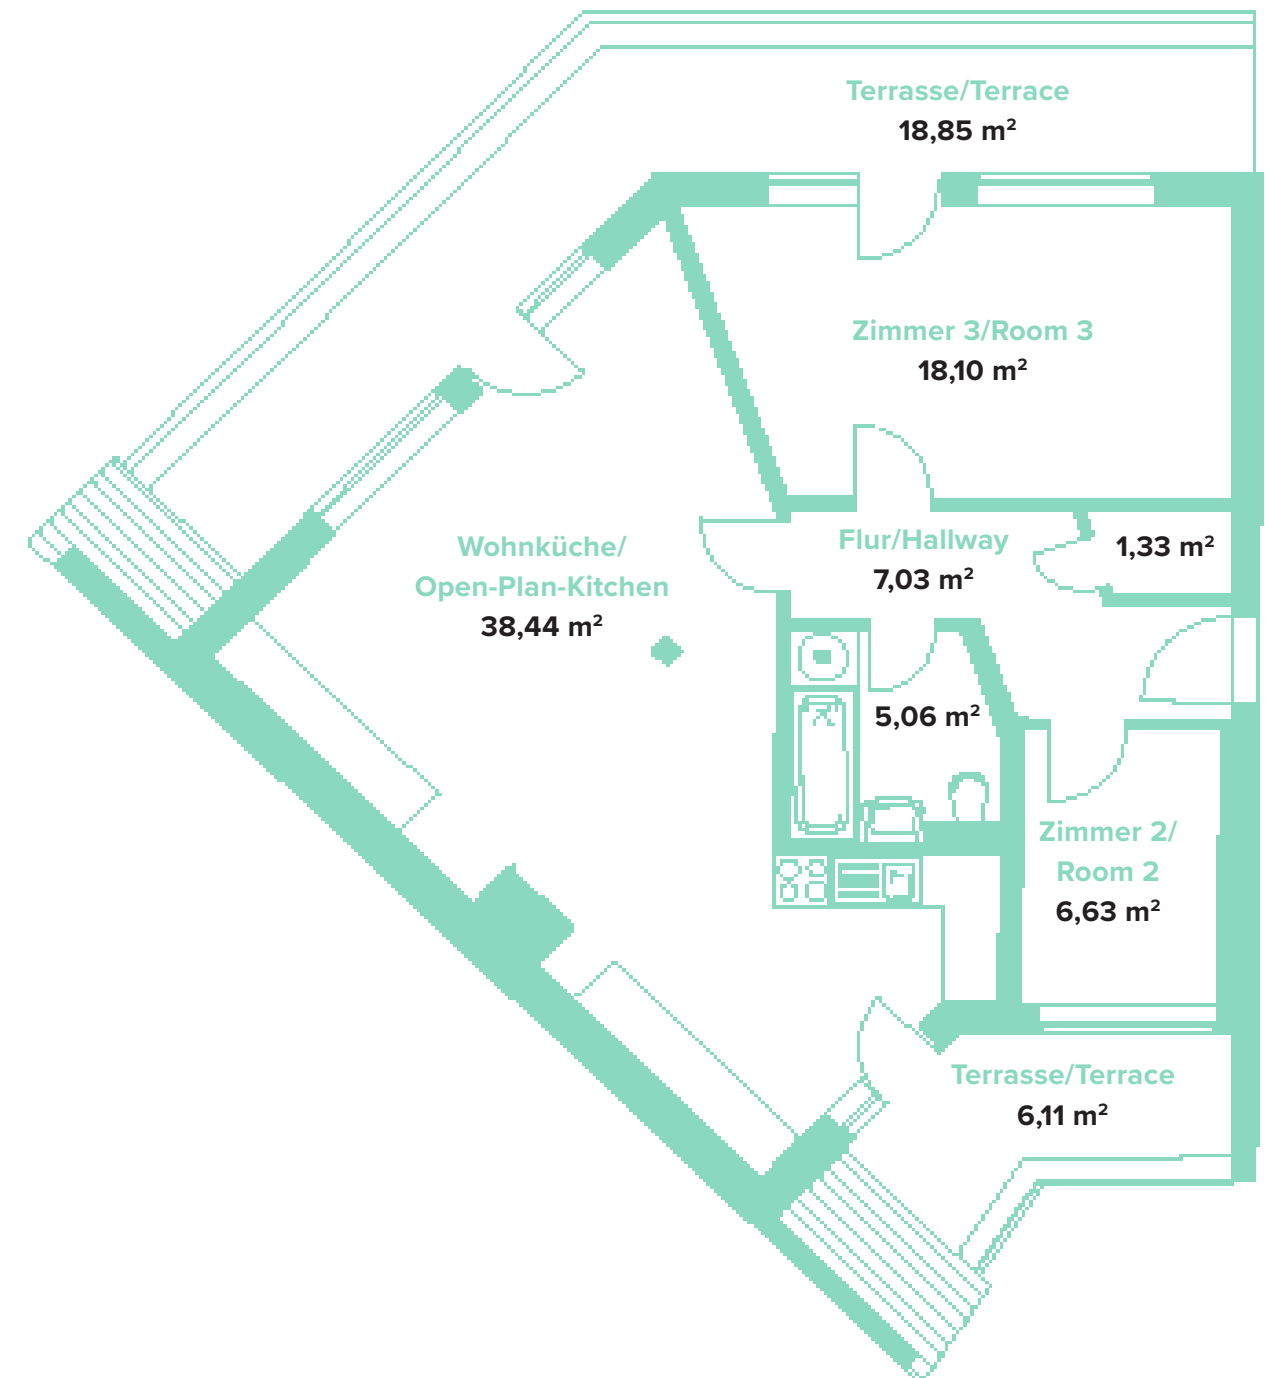 Terrasse/Terrace
18,85 m²
Zimmer 3/Room 3
18,10 m²
Flur/Hallway
7,03 m²
1,33 m²
Wohnküche/
Open-Plan-Kitchen
38,44 m²
5,06 m²
Zimmer 2/
Room 2
6,63 m²
Terrasse/Terrace
6,11 m²